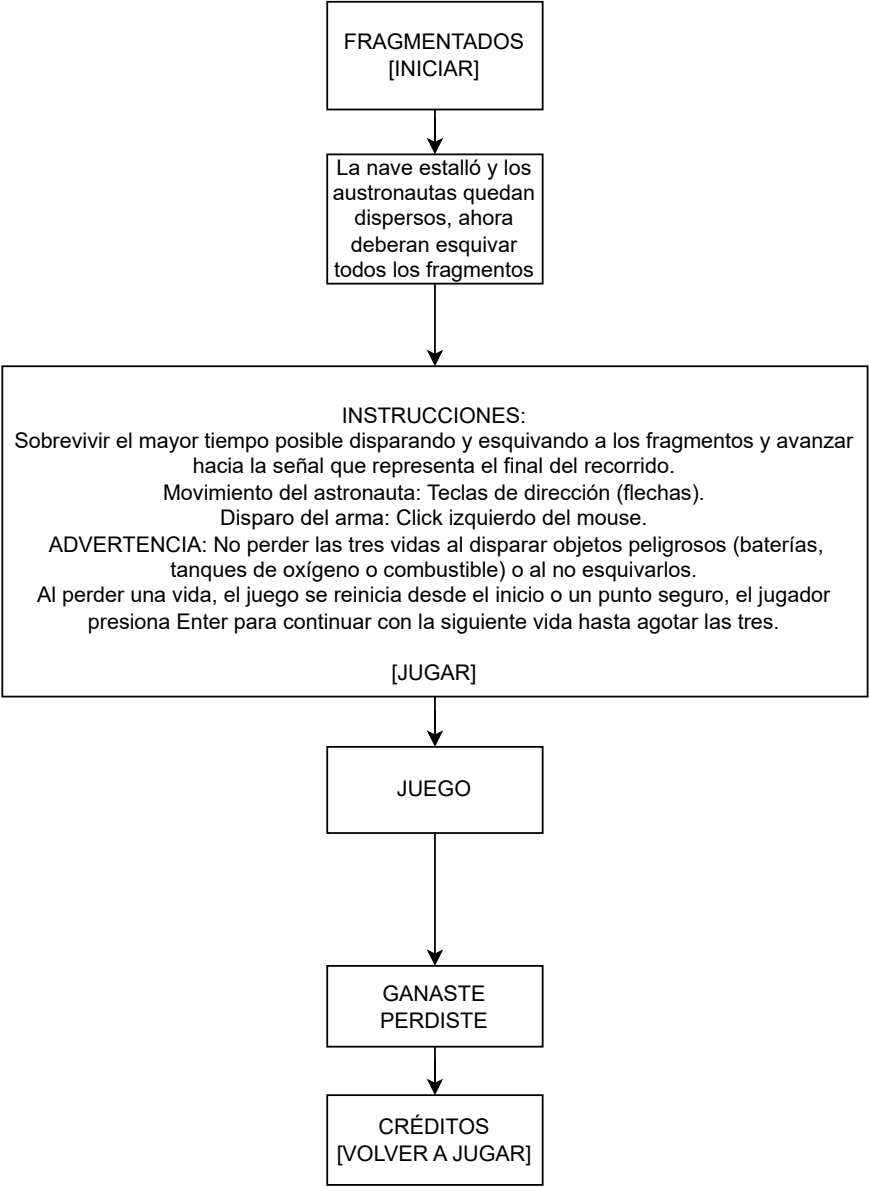 FRAGMENTADOS
[INICIAR]
La nave estalló y los
austronautas quedan
dispersos, ahora
deberan esquivar
todos los fragmentos
INSTRUCCIONES:
Sobrevivir el mayor tiempo posible disparando y esquivando a los fragmentos y avanzar
hacia la señal que representa el final del recorrido.
Movimiento del astronauta: Teclas de dirección (flechas).
Disparo del arma: Click izquierdo del mouse.
ADVERTENCIA: No perder las tres vidas al disparar objetos peligrosos (baterías,
tanques de oxígeno o combustible) o al no esquivarlos.
Al perder una vida, el juego se reinicia desde el inicio o un punto seguro, el jugador
presiona Enter para continuar con la siguiente vida hasta agotar las tres.
[JUGAR]
JUEGO
GANASTE
PERDISTE
CRÉDITOS
[VOLVER A JUGAR]